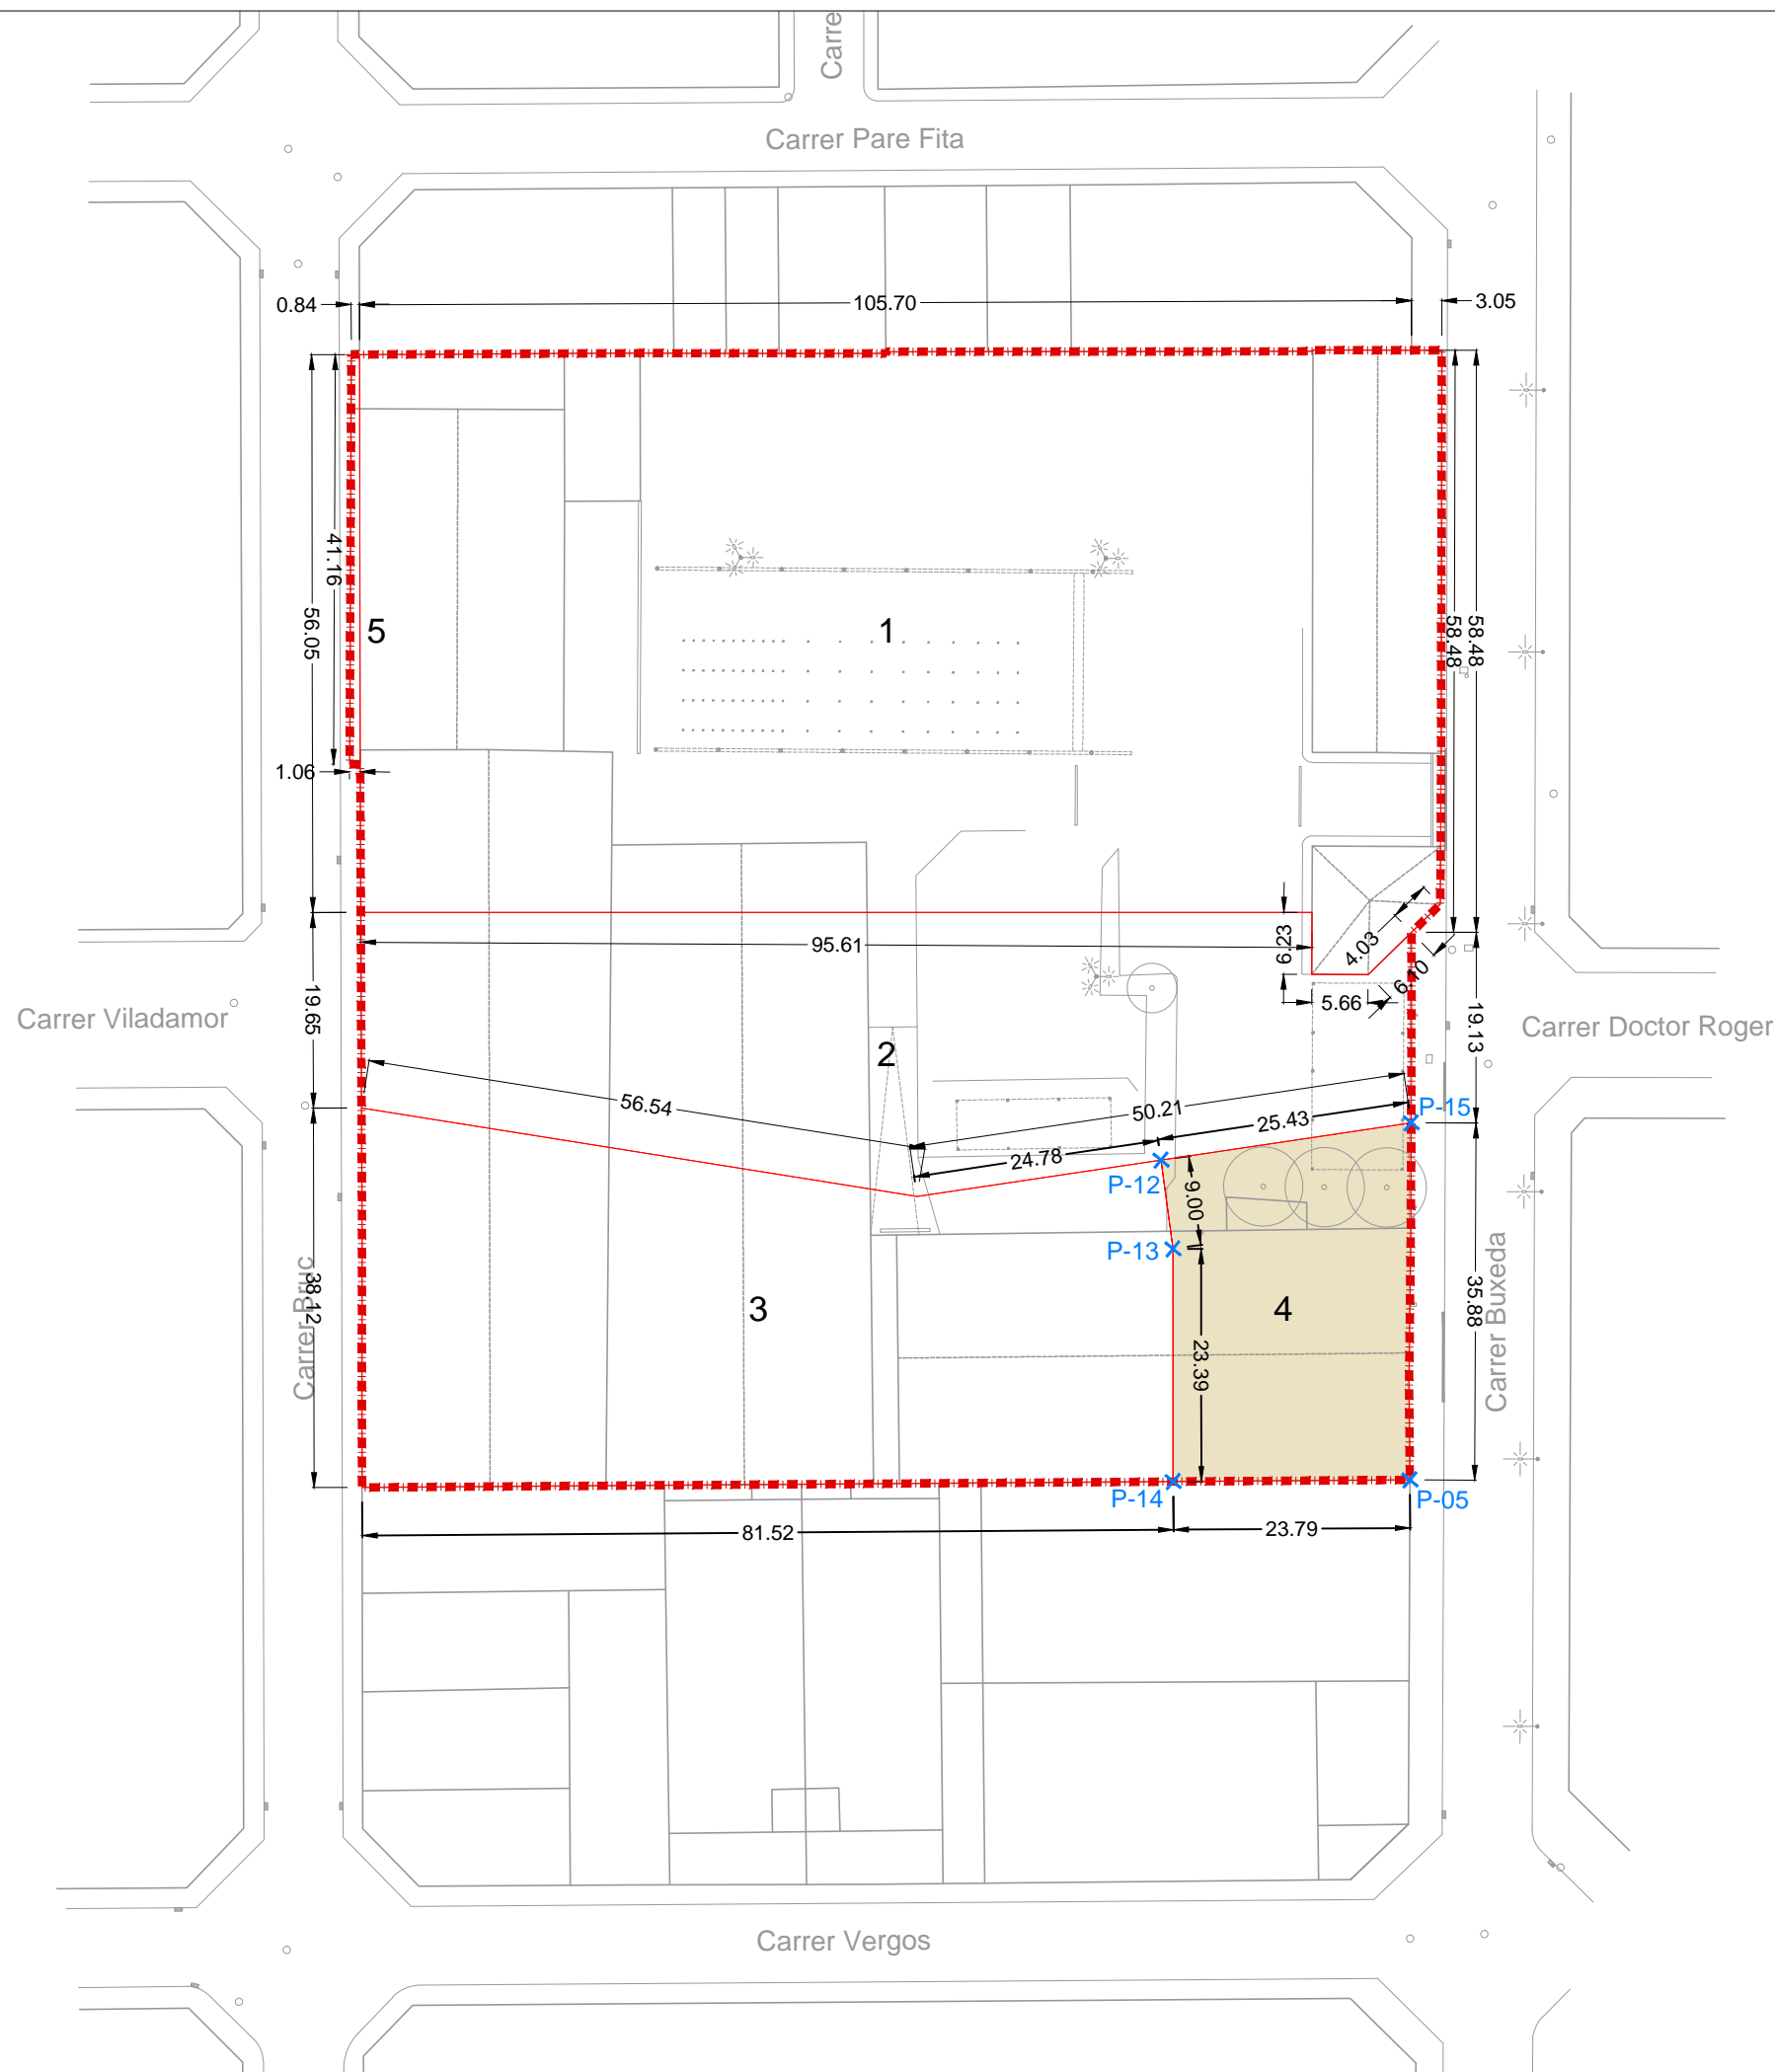 Carre
Carrer Pare Fita
0.84
105.70
3.05
41.16
56.05
5
1
58.48
58.48
1.06
95.61
6.23
4.03
6.10
5.66
19.65
19.13
Carrer Viladamor
Carrer Doctor Roger
2
56.54
50.21
25.43
24.78
P-15
P-12
9.00
P-13
Carrer Bruc
38.12
3
4
23.39
35.88
Carrer Buxeda
P-14
P-05
81.52
23.79
Carrer Vergos